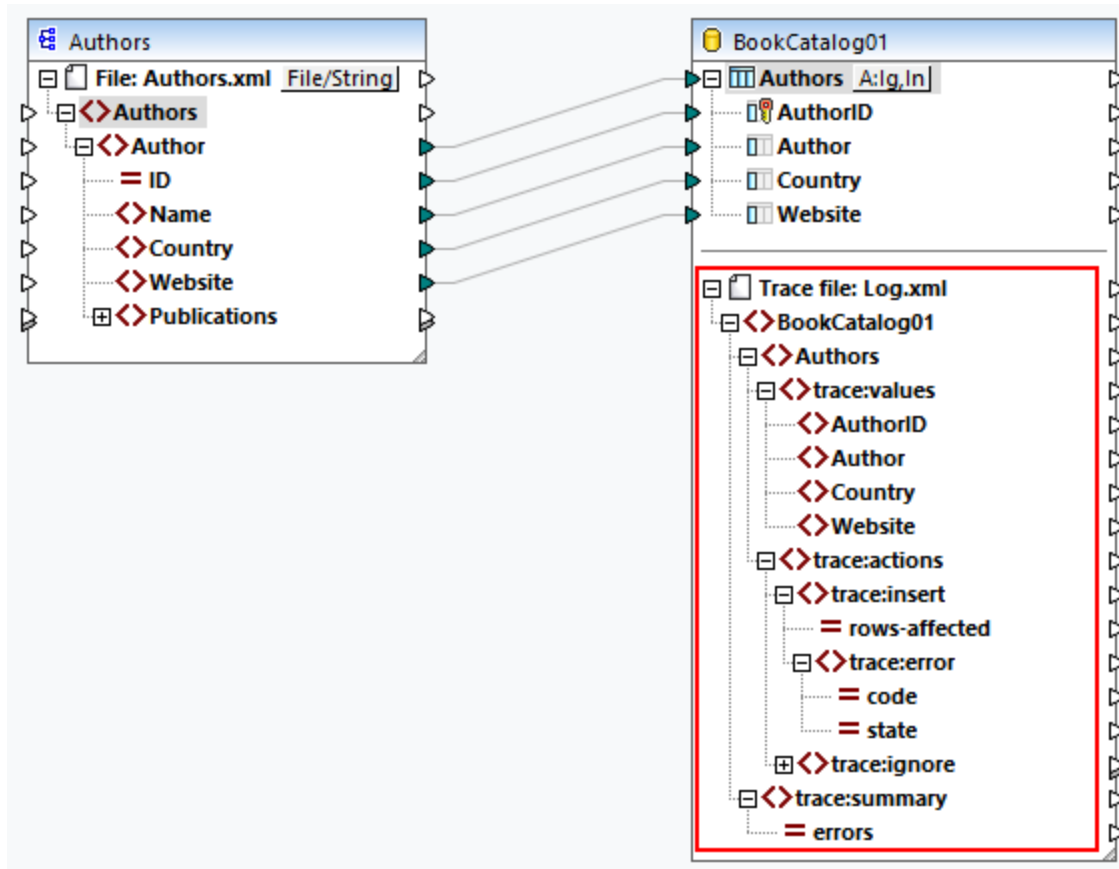 Authors
File: Authors.xml File/String
Authors
Author
ID
Name
Country
Website
Publications
BookCatalog01
Authors A:Ig,In
AuthorID
Author
Country
Website
Trace file: Log.xml
BookCatalog01
Authors
trace:values
AuthorID
Author
Country
Website
trace:actions
trace:insert
rows-affected
trace:error
code
state
trace:ignore
trace:summary
errors